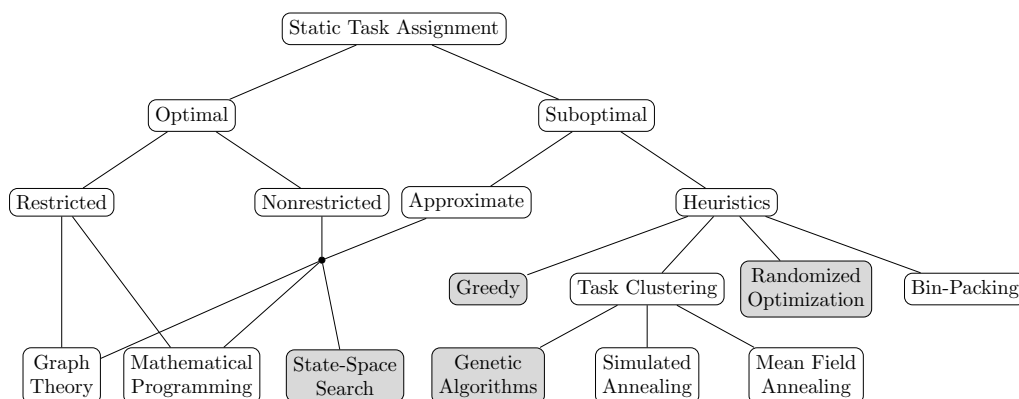 Static Task Assignment
Optimal
Suboptimal
Restricted
Nonrestricted
Approximate
Heuristics
Greedy
Task Clustering
Randomized
Optimization
Bin-Packing
Graph
Theory
Mathematical
Programming
State-Space
Search
Genetic
Algorithms
Simulated
Annealing
Mean Field
Annealing